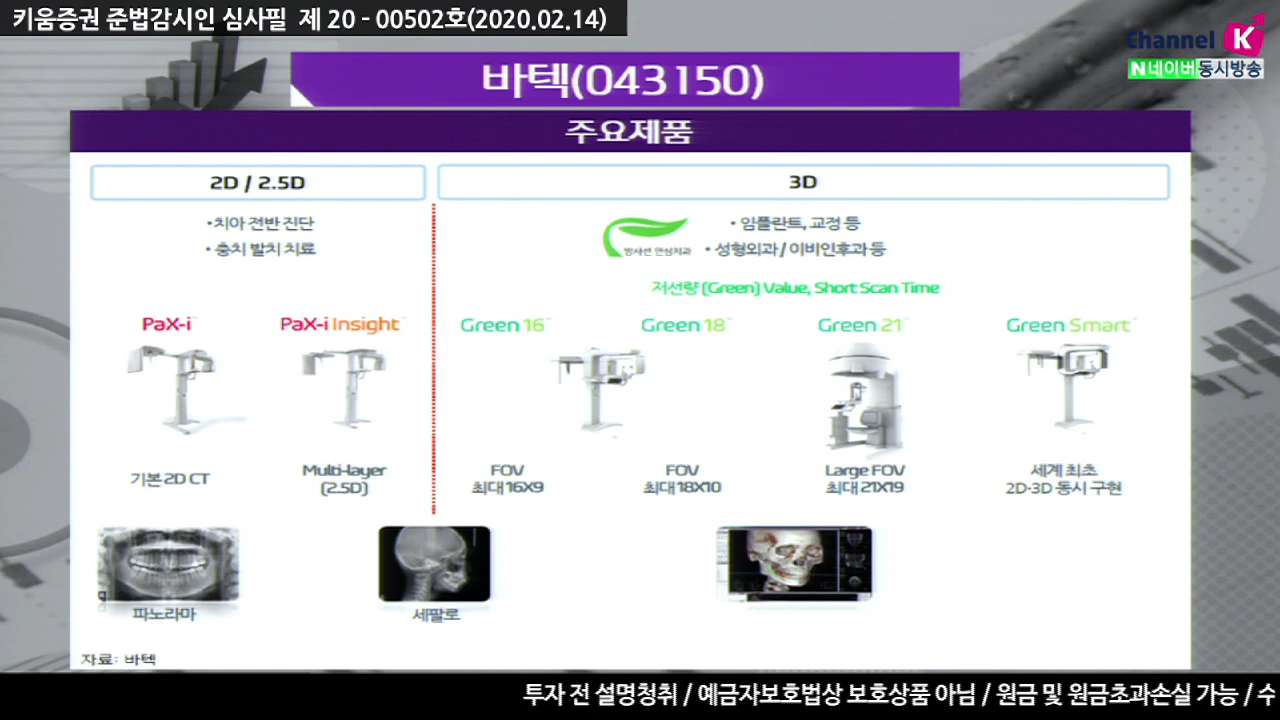 키움증권 준법감시인 심사필 제 20 - 00502호(2020.02.14)
Channel K
N 네이버 동시방송
바텍(043150)
주요제품
2D / 2.5D
3D
•치아 전반 진단
• 충치 발치 치료
방사선 안심치과
• 임플란트, 교정 등
• 성형외과 / 이비인후과 등
저선량 (Green) Value, Short Scan Time
PaX-i
PaX-i Insight
Green 16
Green 18
Green 21
Green Smart
기본 2D CT
Multi-layer
(2.5D)
FOV
최대 16X9
FOV
최대 18X10
Large FOV
최대 21X19
세계 최초
2D·3D 동시 구현
파노라마
세팔로
자료: 바텍
투자 전 설명청취 / 예금자보호법상 보호상품 아님 / 원금 및 원금초과손실 가능 / 수